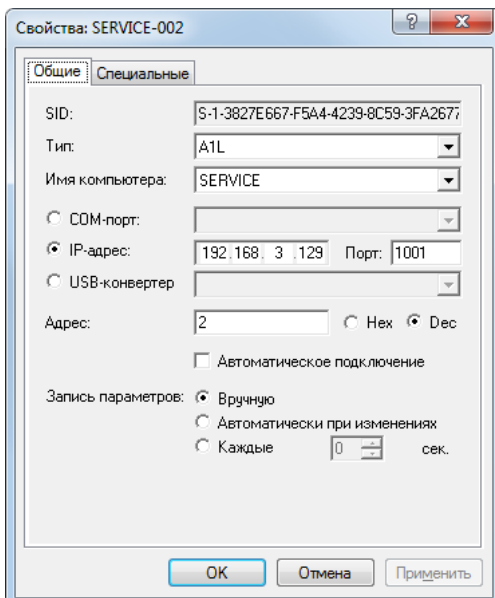 Свойства: SERVICE-002
Общие Специальные
SID: S-1-3827E667-F5A4-4239-8C59-3FA2677
Тип: A1L
Имя компьютера: SERVICE
COM-порт:
IP-адрес: 192.168. 3 .129 Порт: 1001
USB-конвертер
Адрес: 2 Hex Dec
Автоматическое подключение
Запись параметров: Вручную
Автоматически при изменениях
Каждые 0 сек.
OK Отмена Применить